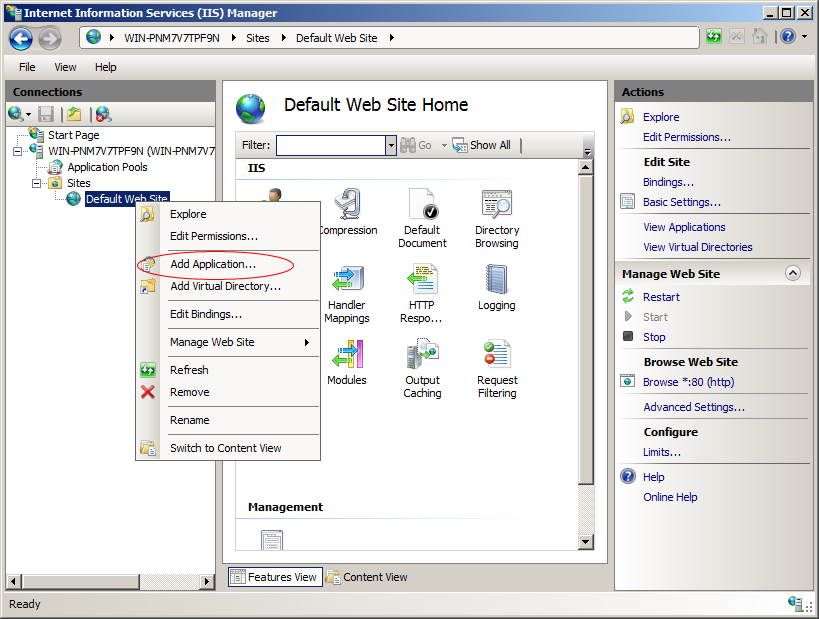 Internet Information Services (IIS) Manager
WIN-PNM7V7TPF9N Sites Default Web Site
File View Help
Connections
Start Page
WIN-PNM7V7TPF9N (WIN-PNM7V7
Application Pools
Sites
Default Web Site
Explore
Edit Permissions...
Add Application...
Add Virtual Directory...
Edit Bindings...
Manage Web Site
Refresh
Remove
Rename
Switch to Content View
Default Web Site Home
Filter: Go Show All
IIS
Compression
Default Document
Directory Browsing
Handler Mappings
HTTP Respo...
Logging
Modules
Output Caching
Request Filtering
Management
Features View Content View
Actions
Explore
Edit Permissions...
Edit Site
Bindings...
Basic Settings...
View Applications
View Virtual Directories
Manage Web Site
Restart
Start
Stop
Browse Web Site
Browse *:80 (http)
Advanced Settings...
Configure
Limits...
Help
Online Help
Ready